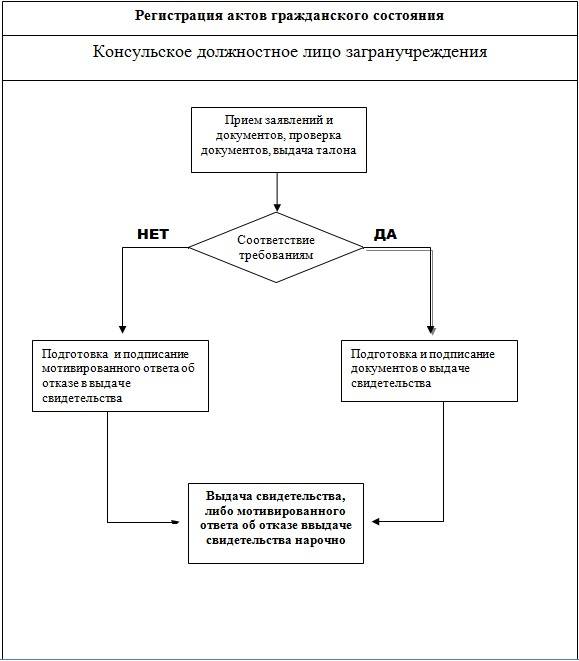 Регистрация актов гражданского состояния
Консульское должностное лицо загранучреждения
Прием заявлений и
документов, проверка
документов, выдача талона
НЕТ
ДА
Соответствие
требованиям
Подготовка и подписание
мотивированного ответа об
отказе в выдаче
свидетельства
Подготовка и подписание
документов о выдаче
свидетельства
Выдача свидетельства,
либо мотивированного
ответа об отказе ввыдаче
свидетельства нарочно